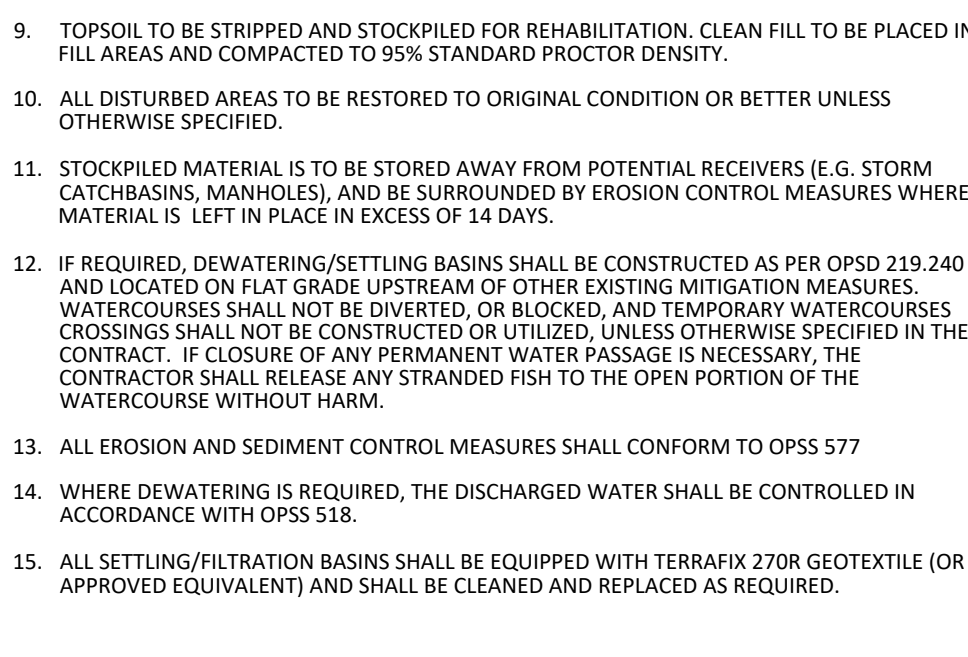 9. TOPSOIL TO BE STRIPPED AND STOCKPILED FOR REHABILITATION. CLEAN FILL TO BE PLACED IN
FILL AREAS AND COMPACTED TO 95% STANDARD PROCTOR DENSITY.
10. ALL DISTURBED AREAS TO BE RESTORED TO ORIGINAL CONDITION OR BETTER UNLESS
OTHERWISE SPECIFIED.
11. STOCKPILED MATERIAL IS TO BE STORED AWAY FROM POTENTIAL RECEIVERS (E.G. STORM
CATCHBASINS, MANHOLES), AND BE SURROUNDED BY EROSION CONTROL MEASURES WHERE
MATERIAL IS LEFT IN PLACE IN EXCESS OF 14 DAYS.
12. IF REQUIRED, DEWATERING/SETTLING BASINS SHALL BE CONSTRUCTED AS PER OPSD 219.240
AND LOCATED ON FLAT GRADE UPSTREAM OF OTHER EXISTING MITIGATION MEASURES.
WATERCOURSES SHALL NOT BE DIVERTED, OR BLOCKED, AND TEMPORARY WATERCOURSES
CROSSINGS SHALL NOT BE CONSTRUCTED OR UTILIZED, UNLESS OTHERWISE SPECIFIED IN THE
CONTRACT. IF CLOSURE OF ANY PERMANENT WATER PASSAGE IS NECESSARY, THE
CONTRACTOR SHALL RELEASE ANY STRANDED FISH TO THE OPEN PORTION OF THE
WATERCOURSE WITHOUT HARM.
13. ALL EROSION AND SEDIMENT CONTROL MEASURES SHALL CONFORM TO OPSS 577
14. WHERE DEWATERING IS REQUIRED, THE DISCHARGED WATER SHALL BE CONTROLLED IN
ACCORDANCE WITH OPSS 518.
15. ALL SETTLING/FILTRATION BASINS SHALL BE EQUIPPED WITH TERRAFIX 270R GEOTEXTILE (OR
APPROVED EQUIVALENT) AND SHALL BE CLEANED AND REPLACED AS REQUIRED.